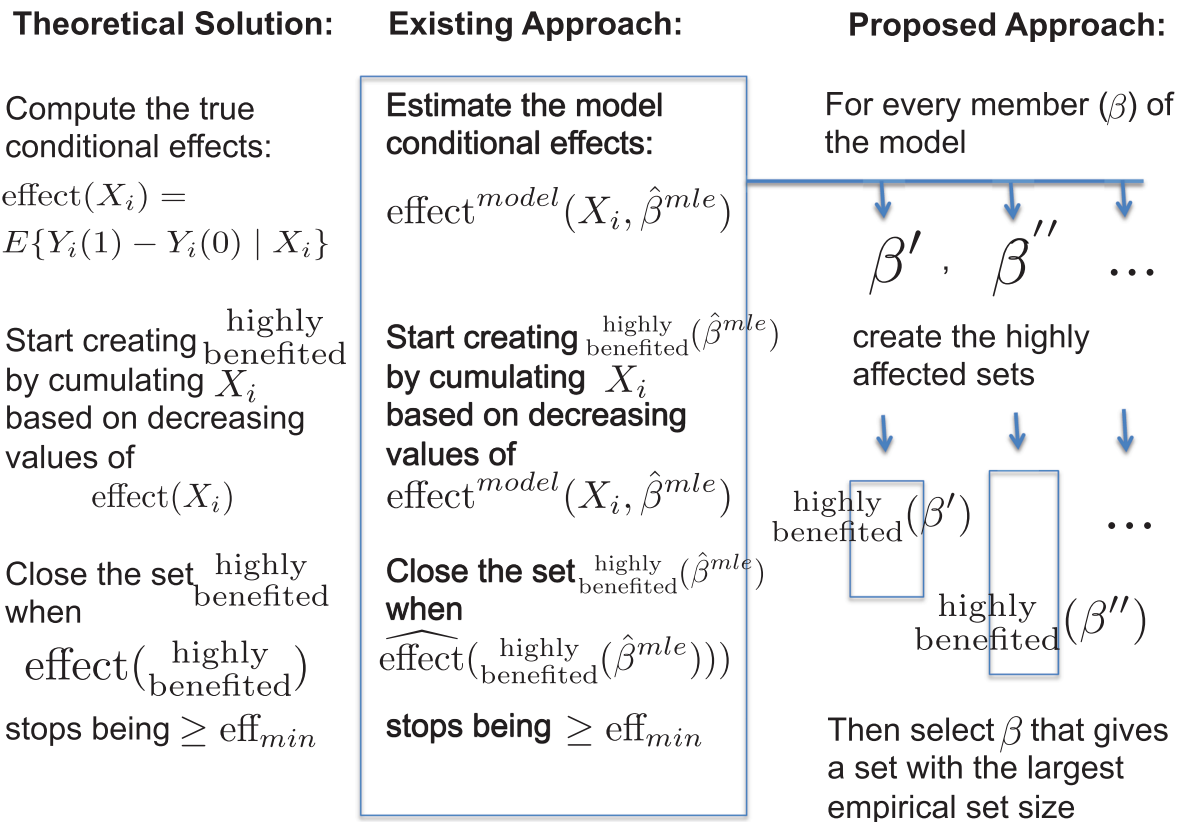 Theoretical Solution:
Compute the true
conditional effects:
effect(X_i) =
E{Y_i(1) − Y_i(0) | X_i}
Start creating highly benefited
by cumulating X_i
based on decreasing
values of
effect(X_i)
Close the set highly benefited
when
effect(highly benefited)
stops being ≥ eff_min
Existing Approach:
Estimate the model
conditional effects:
effect^model(X_i, β̂^mle)
Start creating highly benefited(β̂^mle)
by cumulating X_i
based on decreasing
values of
effect^model(X_i, β̂^mle)
Close the set highly benefited(β̂^mle)
when
\widehat{effect}(highly benefited(β̂^mle)))
stops being ≥ eff_min
Proposed Approach:
For every member (β) of
the model
β′ , β″ ...
create the highly
affected sets
highly benefited(β′) ...
highly benefited(β″)
Then select β that gives
a set with the largest
empirical set size